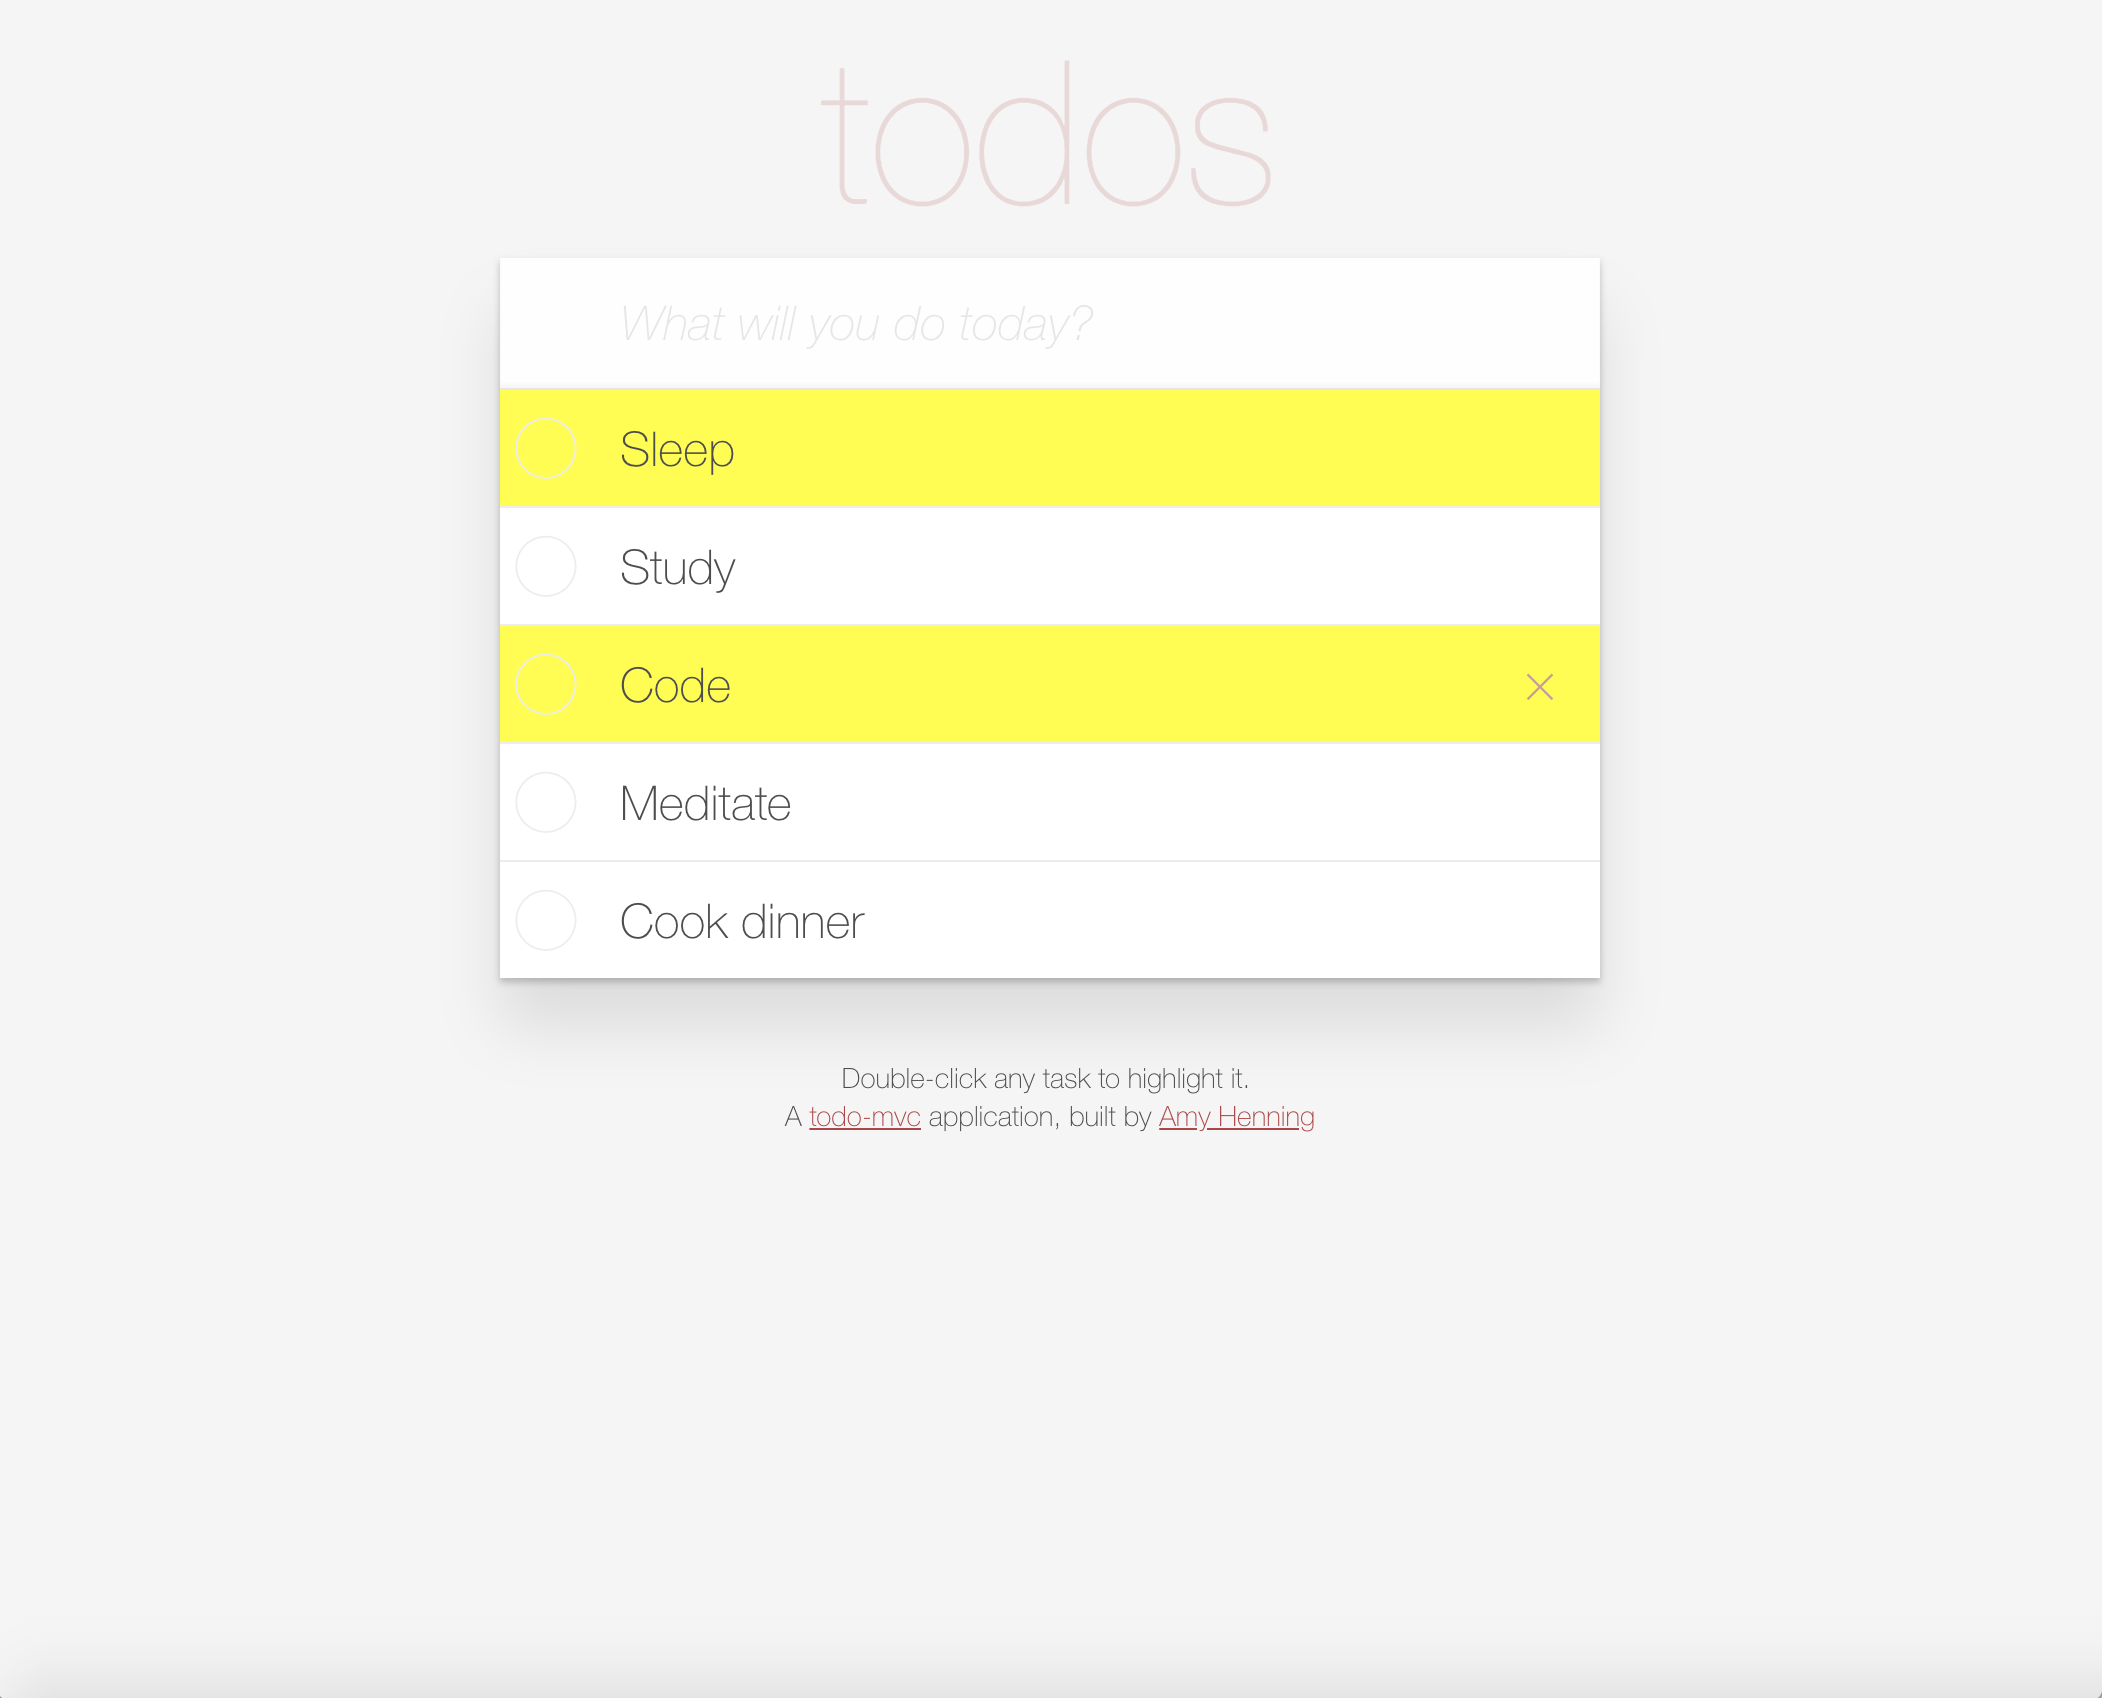 todos
What will you do today?
Sleep
Study
Code
Meditate
Cook dinner
Double-click any task to highlight it.
A todo-mvc application, built by Amy Henning